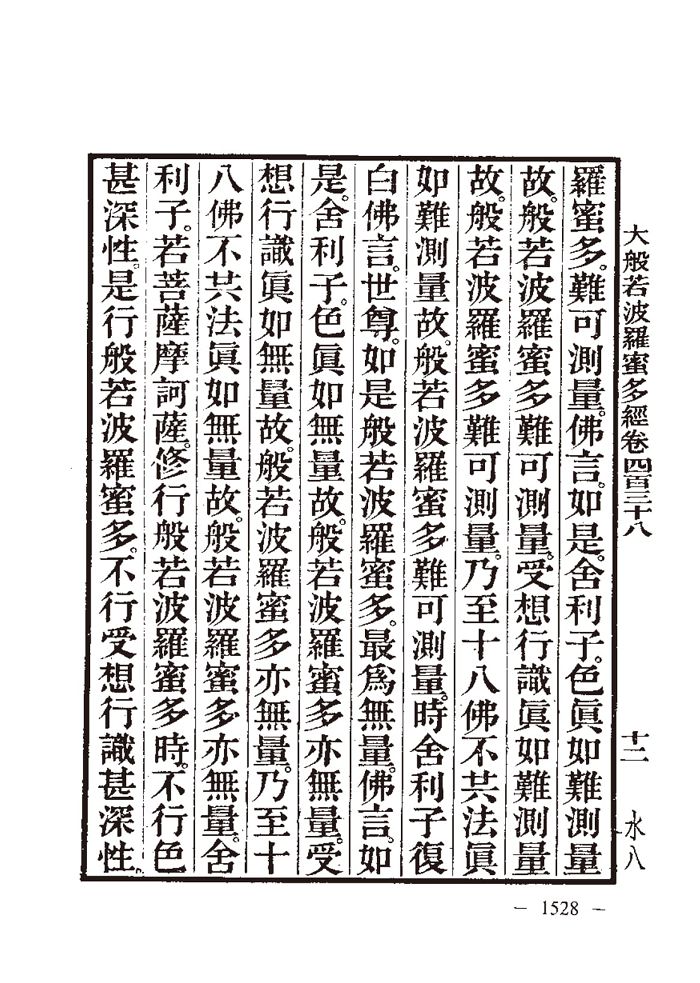 大般若波羅蜜多經卷四百三十八 十二 水八
羅蜜多。難可測量。佛言。如是。舍利子。色眞如難測量
故。般若波羅蜜多難可測量。受想行識眞如難測量
故。般若波羅蜜多難可測量。乃至十八佛不共法眞
如難測量故。般若波羅蜜多難可測量。時舍利子復
白佛言。世尊。如是般若波羅蜜多。最爲無量。佛言。如
是。舍利子。色眞如無量故。般若波羅蜜多亦無量。受
想行識眞如無量故。般若波羅蜜多亦無量。乃至十
八佛不共法眞如無量故。般若波羅蜜多亦無量。舍
利子。若菩薩摩訶薩。修行般若波羅蜜多時。不行色
甚深性。是行般若波羅蜜多。不行受想行識甚深性。
— 1528 —